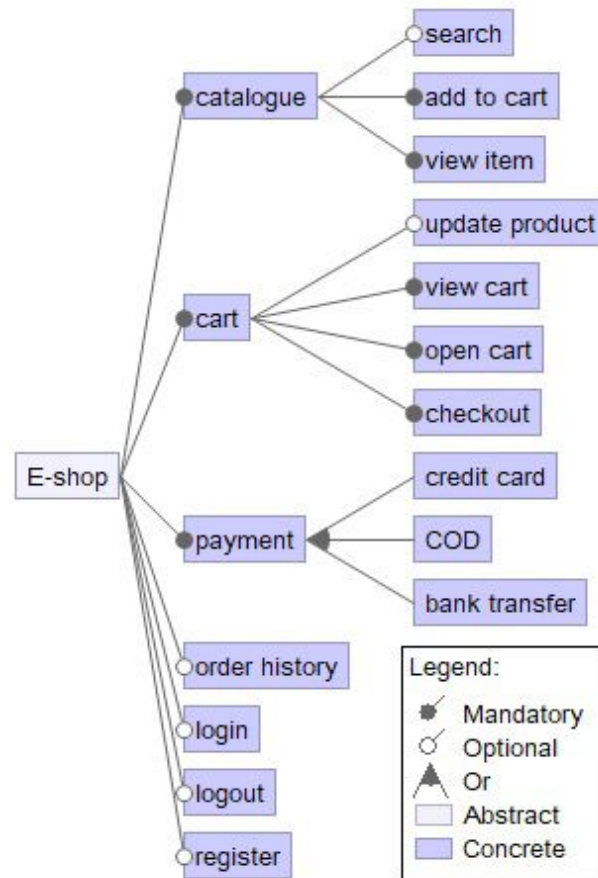 search
catalogue
add to cart
view item
update product
view cart
cart
open cart
checkout
E-shop
credit card
payment
COD
bank transfer
order history
login
logout
register
Legend:
Mandatory
Optional
Or
Abstract
Concrete